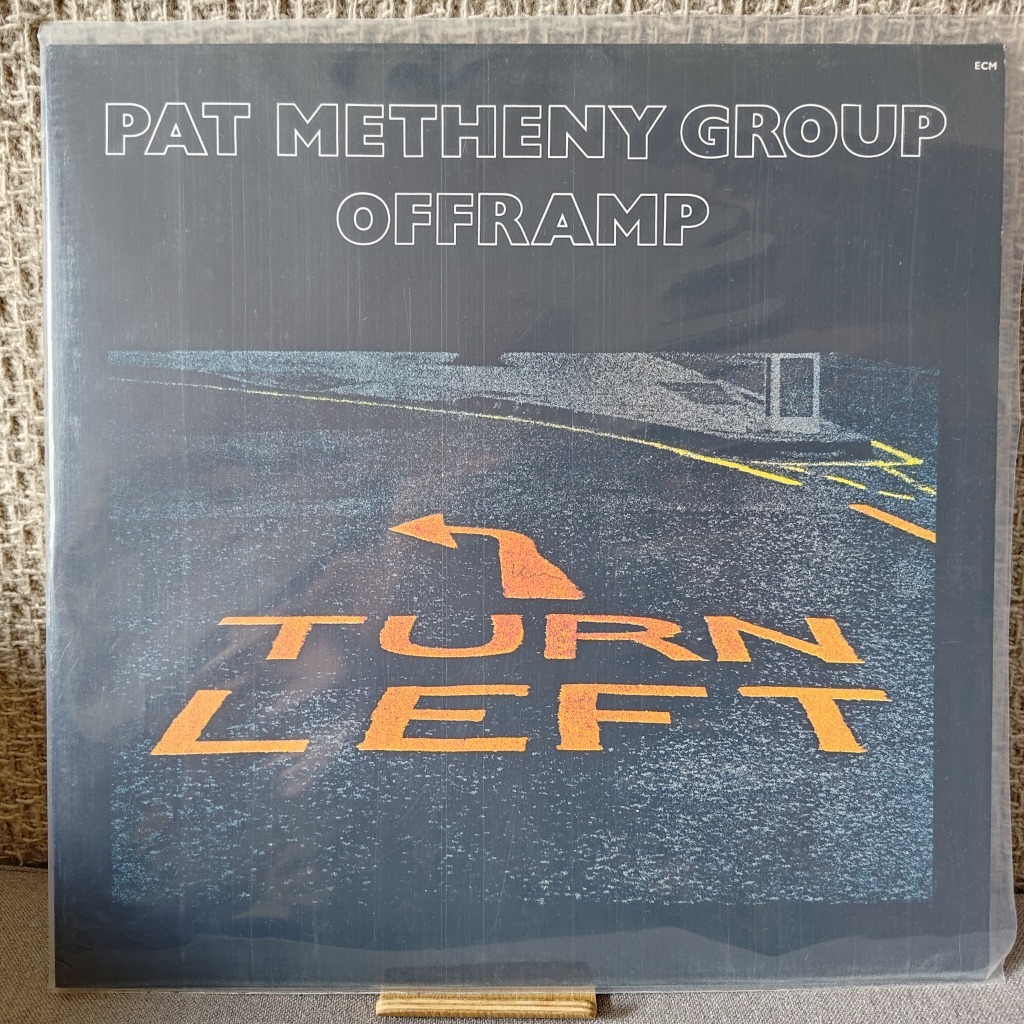 ECM
PAT METHENY GROUP
OFFRAMP
TURN
LEFT